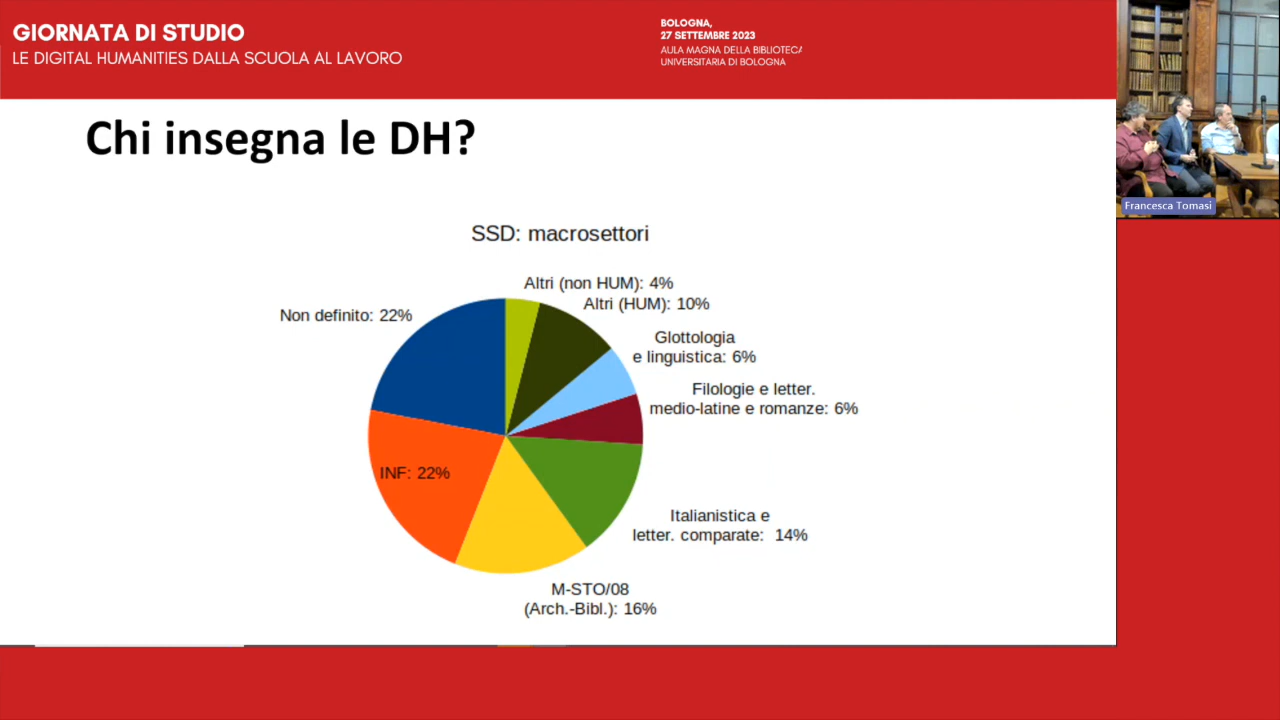 GIORNATA DI STUDIO
LE DIGITAL HUMANITIES DALLA SCUOLA AL LAVORO
BOLOGNA,
27 SETTEMBRE 2023
AULA MAGNA DELLA BIBLIOTECA
UNIVERSITARIA DI BOLOGNA
Francesca Tomasi
Chi insegna le DH?
SSD: macrosettori
Altri (non HUM): 4%
Altri (HUM): 10%
Non definito: 22%
Glottologia
e linguistica: 6%
Filologie e letter.
medio-latine e romanze: 6%
INF: 22%
Italianistica e
letter. comparate: 14%
M-STO/08
(Arch.-Bibl.): 16%